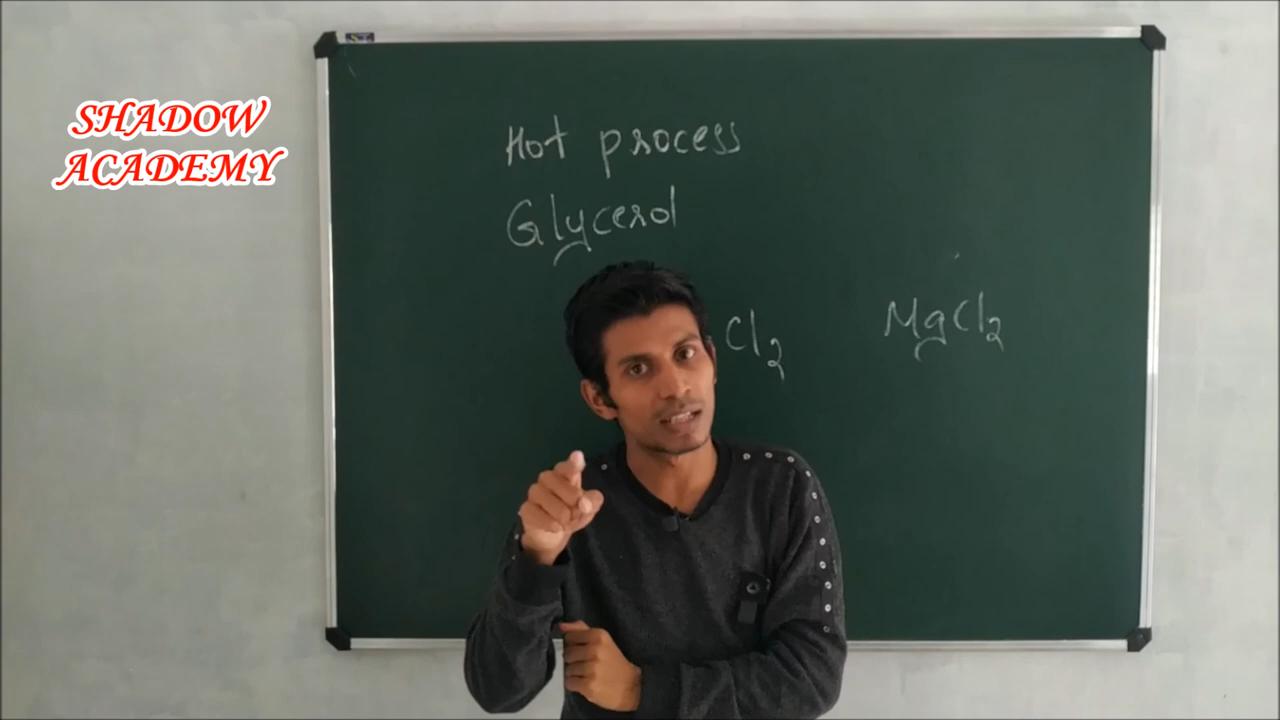 SHADOW
ACADEMY
Hot process
Glycerol
Cl2
MgCl2